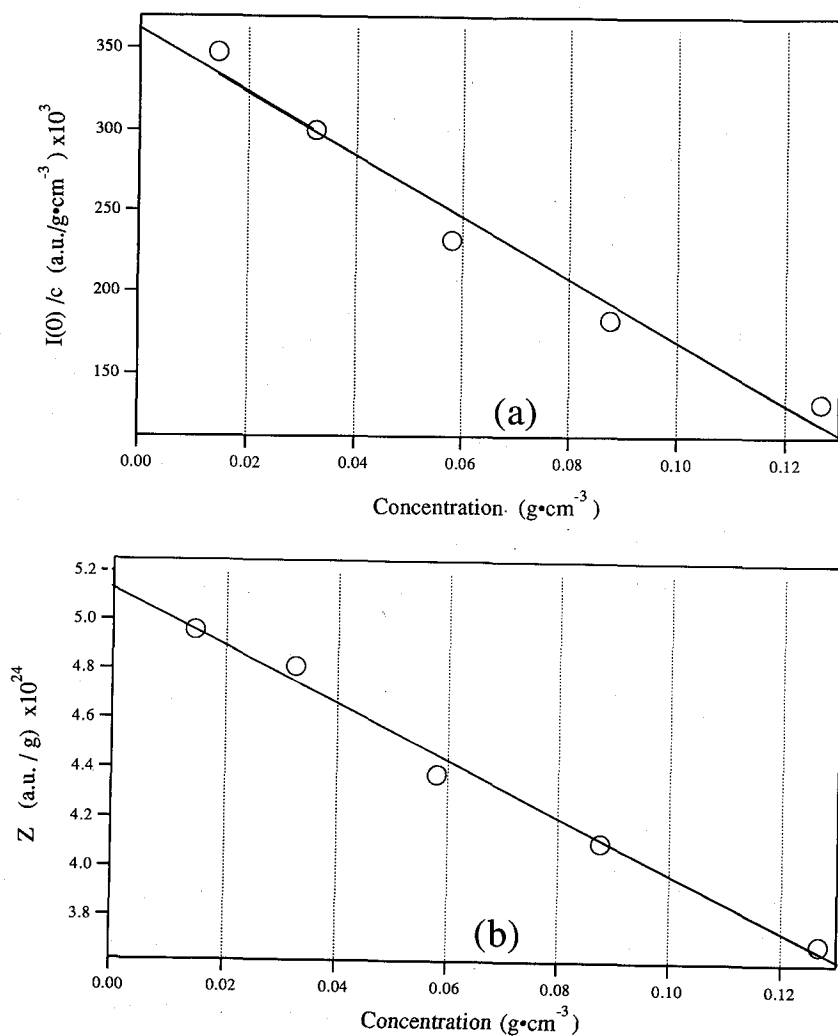 350
300
250
200
150
I(0) /c (a.u./g•cm-3) x10^3
(a)
0.00 0.02 0.04 0.06 0.08 0.10 0.12
Concentration (g•cm-3)
5.2
5.0
4.8
4.6
4.4
4.2
4.0
3.8
Z (a.u. / g) x10^24
(b)
0.00 0.02 0.04 0.06 0.08 0.10 0.12
Concentration (g•cm-3)